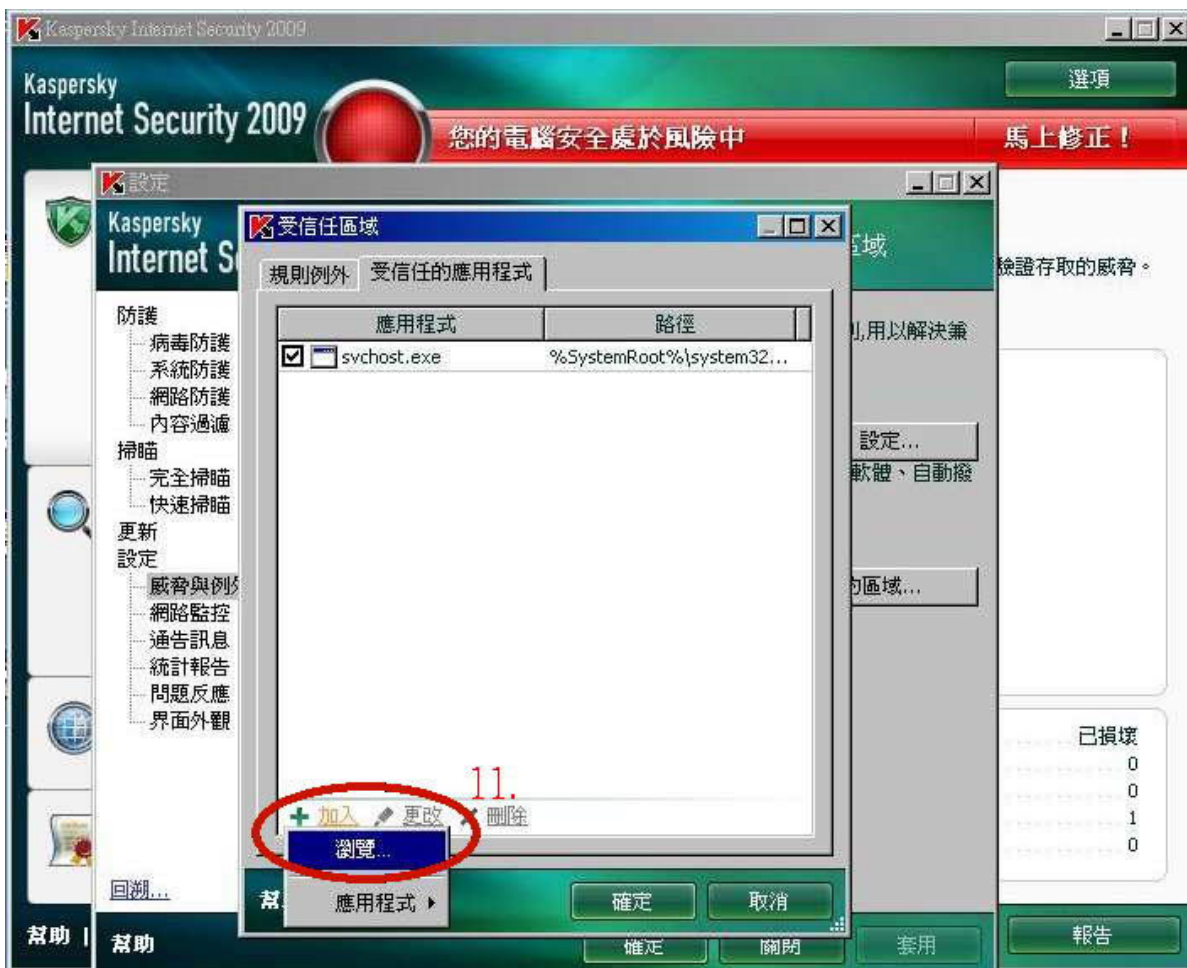 Kaspersky Internet Security 2009
Kaspersky
Internet Security 2009
選項
您的電腦安全處於風險中
馬上修正！
設定
Kaspersky
Internet S
區域
受信任區域
規則例外
受信任的應用程式
應用程式
路徑
svchost.exe
%SystemRoot%\system32...
防護
病毒防護
系統防護
網路防護
內容過濾
掃瞄
完全掃瞄
快速掃瞄
更新
設定
威脅與例外
網路監控
通告訊息
統計報告
問題反應
界面外觀
回溯...
驗證存取的威脅。
,用以解決兼
設定...
軟體、自動撥
的區域...
11.
加入
更改
刪除
瀏覽...
應用程式
幫
確定
取消
已損壞
0
0
1
0
幫助 |
幫助
確定
關閉
套用
報告